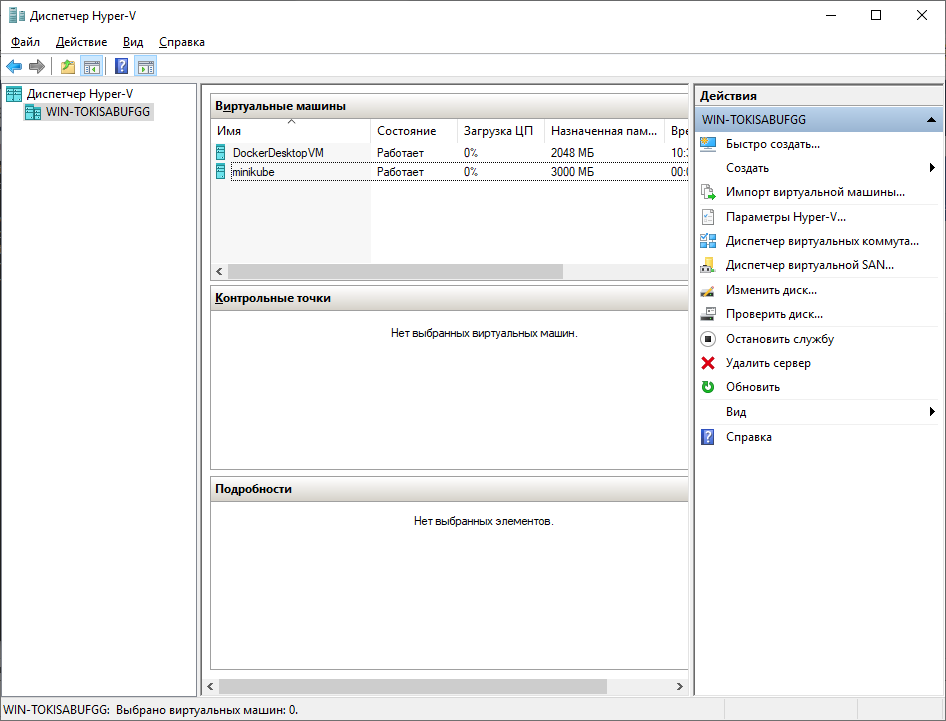 Диспетчер Hyper-V
Файл Действие Вид Справка
Диспетчер Hyper-V
WIN-TOKISABUFGG
Виртуальные машины
Имя Состояние Загрузка ЦП Назначенная пам... Вре
DockerDesktopVM Работает 0% 2048 МБ 10:
minikube Работает 0% 3000 МБ 00:
Контрольные точки
Нет выбранных виртуальных машин.
Подробности
Нет выбранных элементов.
Действия
WIN-TOKISABUFGG
Быстро создать...
Создать
Импорт виртуальной машины...
Параметры Hyper-V...
Диспетчер виртуальных коммута...
Диспетчер виртуальной SAN...
Изменить диск...
Проверить диск...
Остановить службу
Удалить сервер
Обновить
Вид
Справка
WIN-TOKISABUFGG: Выбрано виртуальных машин: 0.